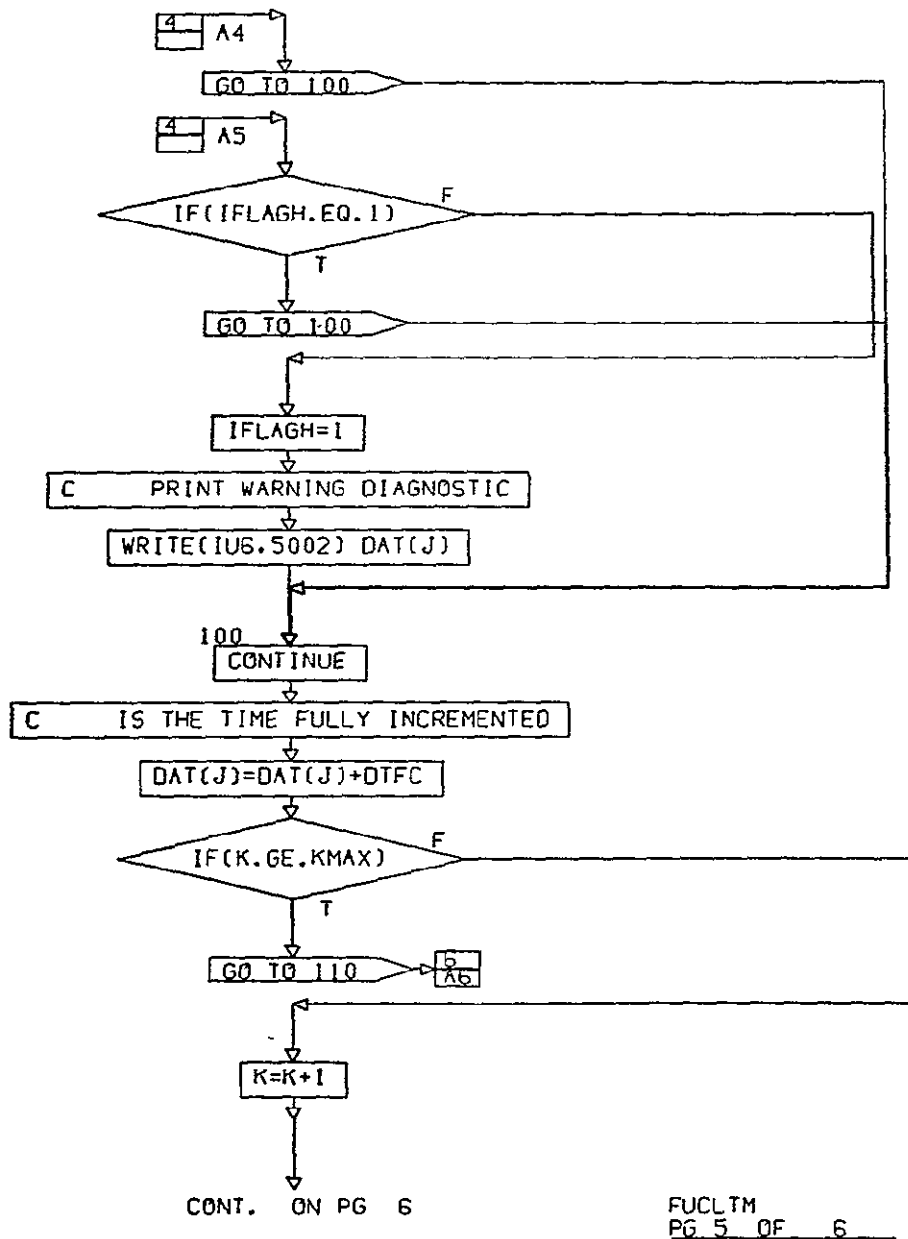 4 A4
GO TO 100
4 A5
IF(IFLAGH.EQ.1) F
T
GO TO 100
IFLAGH=1
C PRINT WARNING DIAGNOSTIC
WRITE(IU6.5002) DAT(J)
100
CONTINUE
C IS THE TIME FULLY INCREMENTED
DAT(J)=DAT(J)+DTFC
IF(K.GE.KMAX) F
T
GO TO 110
6
A6
K=K+1
CONT. ON PG 6
FUCLTM
PG 5 OF 6